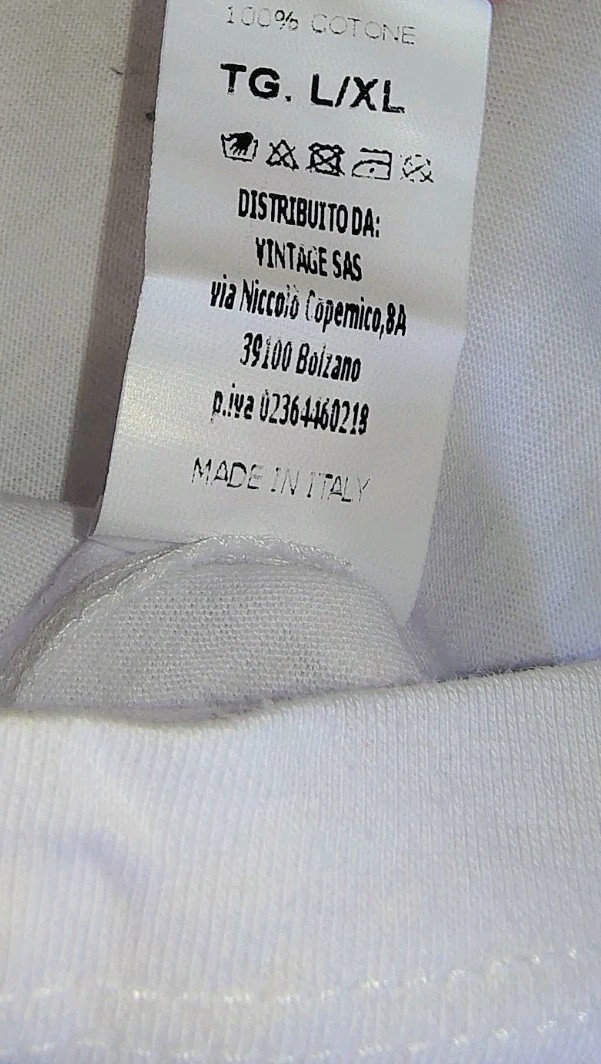 100% COTONE
TG. L/XL
DISTRIBUITO DA:
VINTAGE SAS
via Niccolò Copernico,8A
39100 Bolzano
p.iva 02364460218
MADE IN ITALY